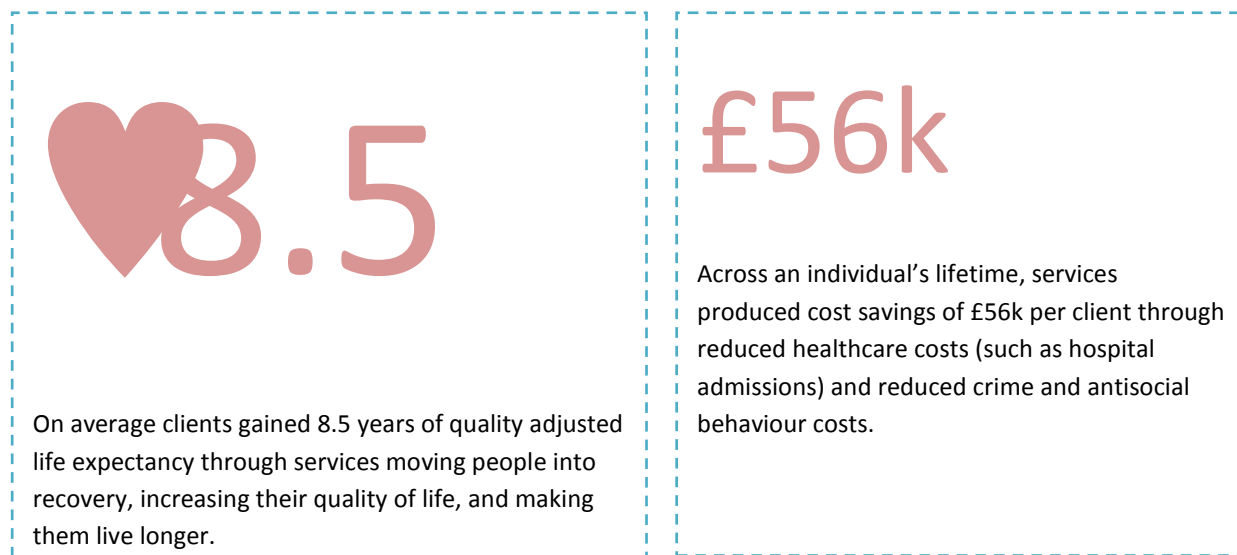 8.5
On average clients gained 8.5 years of quality adjusted
life expectancy through services moving people into
recovery, increasing their quality of life, and making
them live longer.
£56k
Across an individual’s lifetime, services
produced cost savings of £56k per client through
reduced healthcare costs (such as hospital
admissions) and reduced crime and antisocial
behaviour costs.